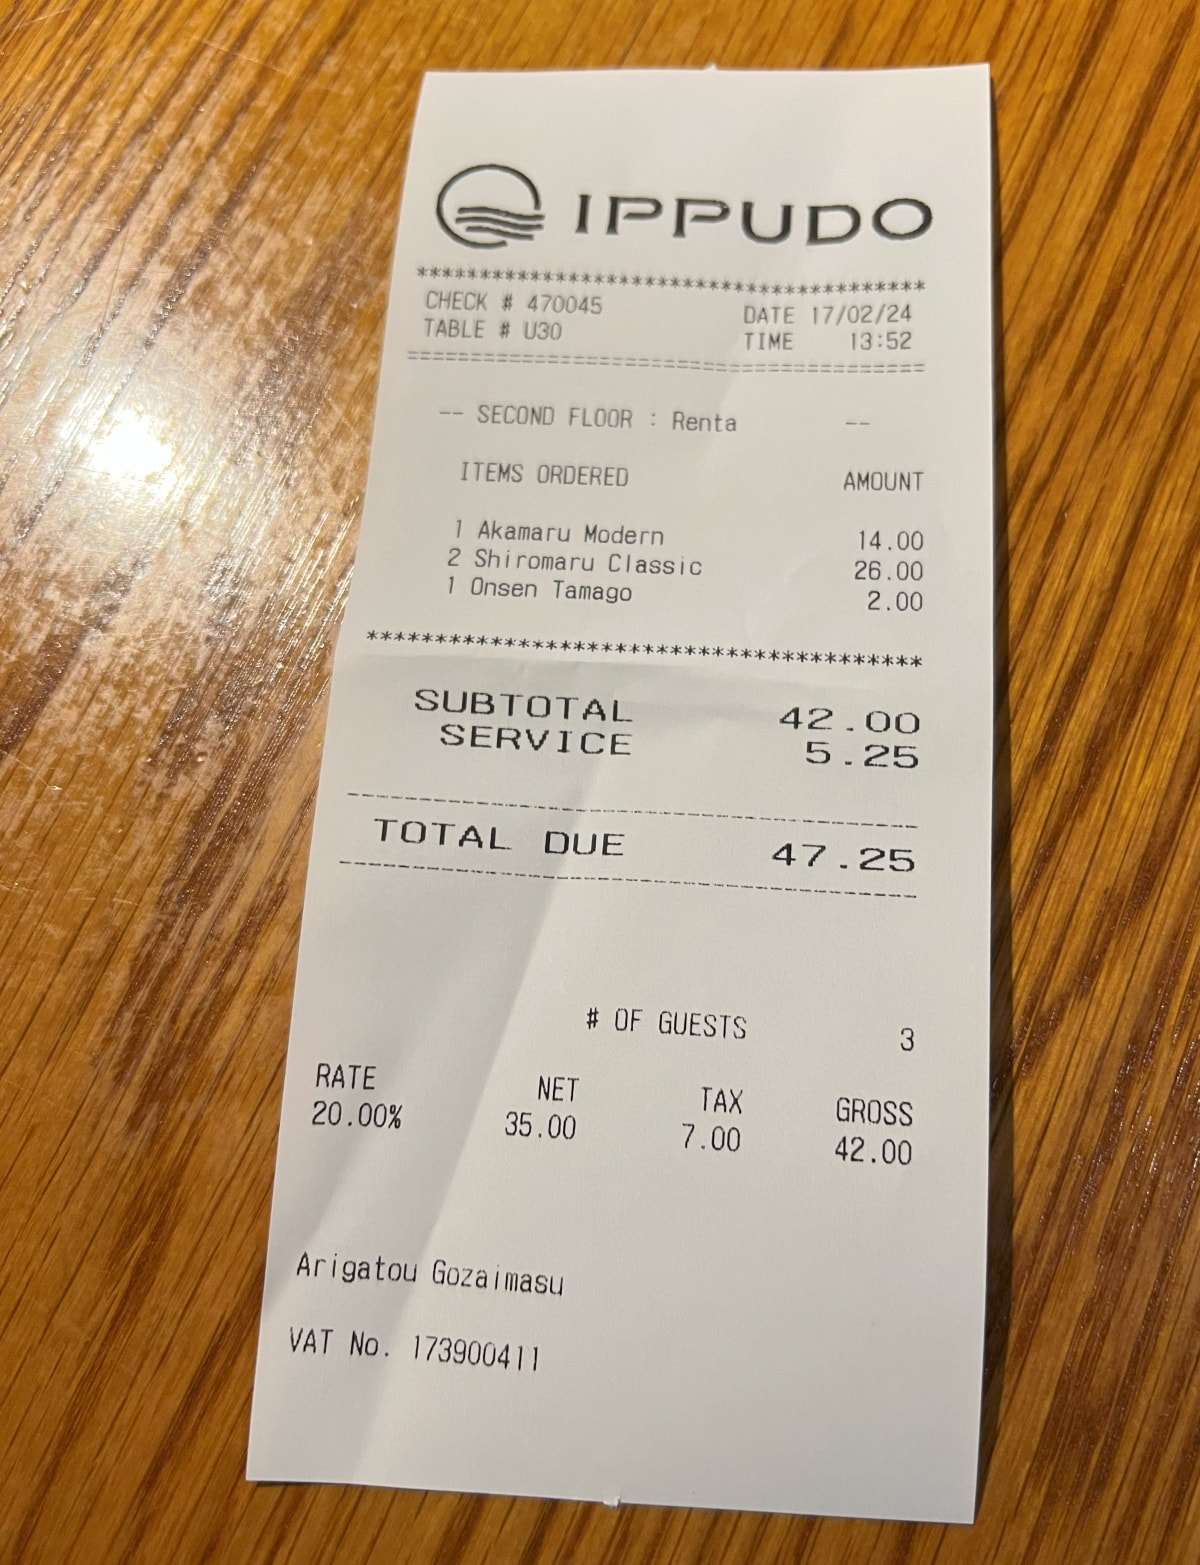 IPPUDO
*****************************************
CHECK # 470045 DATE 17/02/24
TABLE # U30 TIME 13:52
==========================================
-- SECOND FLOOR : Renta --
ITEMS ORDERED AMOUNT
1 Akamaru Modern 14.00
2 Shiromaru Classic 26.00
1 Onsen Tamago 2.00
*****************************************
SUBTOTAL 42.00
SERVICE 5.25
TOTAL DUE 47.25
# OF GUESTS 3
RATE NET TAX GROSS
20.00% 35.00 7.00 42.00
Arigatou Gozaimasu
VAT No. 173900411